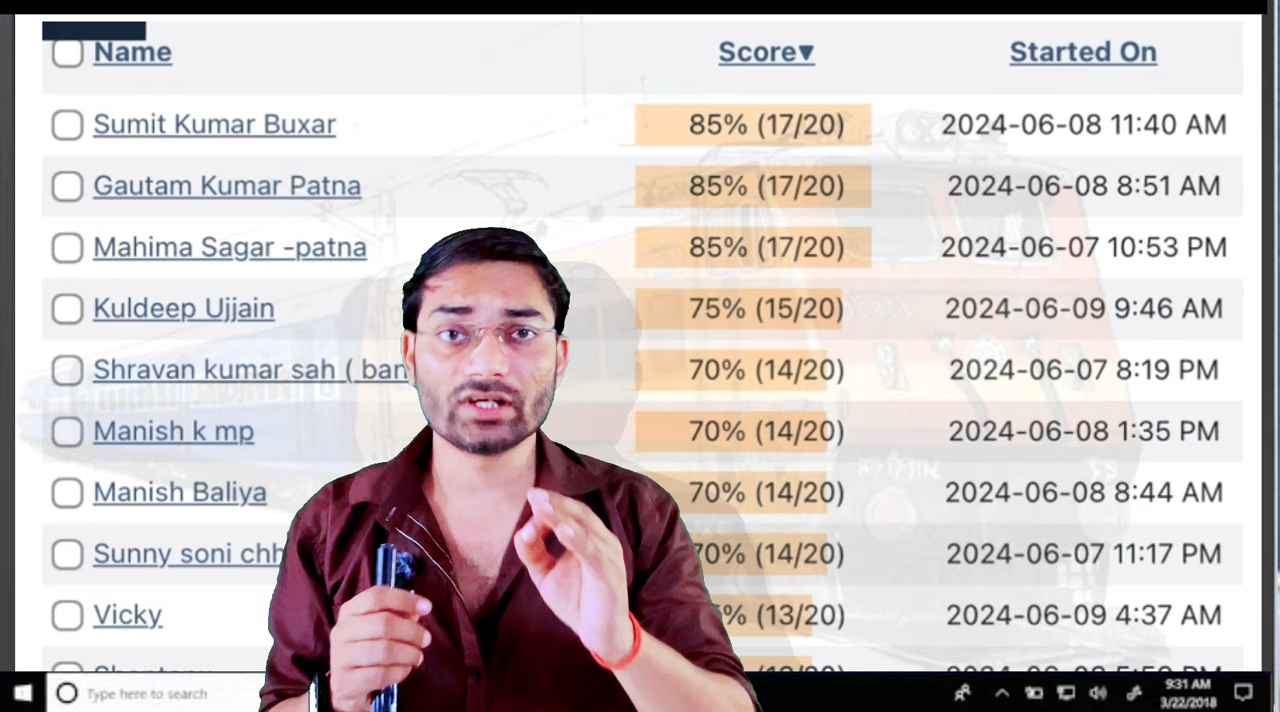 Name Score▼ Started On
Sumit Kumar Buxar 85% (17/20) 2024-06-08 11:40 AM
Gautam Kumar Patna 85% (17/20) 2024-06-08 8:51 AM
Mahima Sagar -patna 85% (17/20) 2024-06-07 10:53 PM
Kuldeep Ujjain 75% (15/20) 2024-06-09 9:46 AM
Shravan kumar sah ( ban 70% (14/20) 2024-06-07 8:19 PM
Manish k mp 70% (14/20) 2024-06-08 1:35 PM
Manish Baliya 70% (14/20) 2024-06-08 8:44 AM
Sunny soni chh 70% (14/20) 2024-06-07 11:17 PM
Vicky % (13/20) 2024-06-09 4:37 AM
Type here to search 9:31 AM
3/22/2018